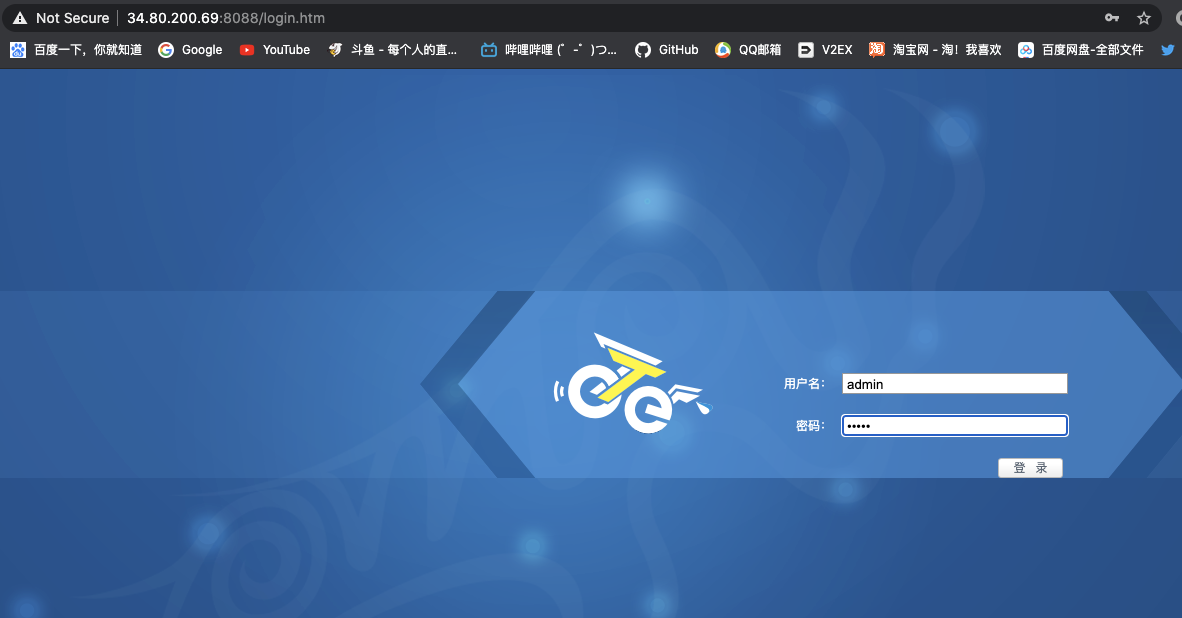 Not Secure 34.80.200.69:8088/login.htm
百度一下，你就知道 Google YouTube 斗鱼 - 每个人的直... 哔哩哔哩 (゜-゜)つ... GitHub QQ邮箱 V2EX 淘宝网 - 淘！我喜欢 百度网盘-全部文件
用户名： admin
密码： •••••
登 录